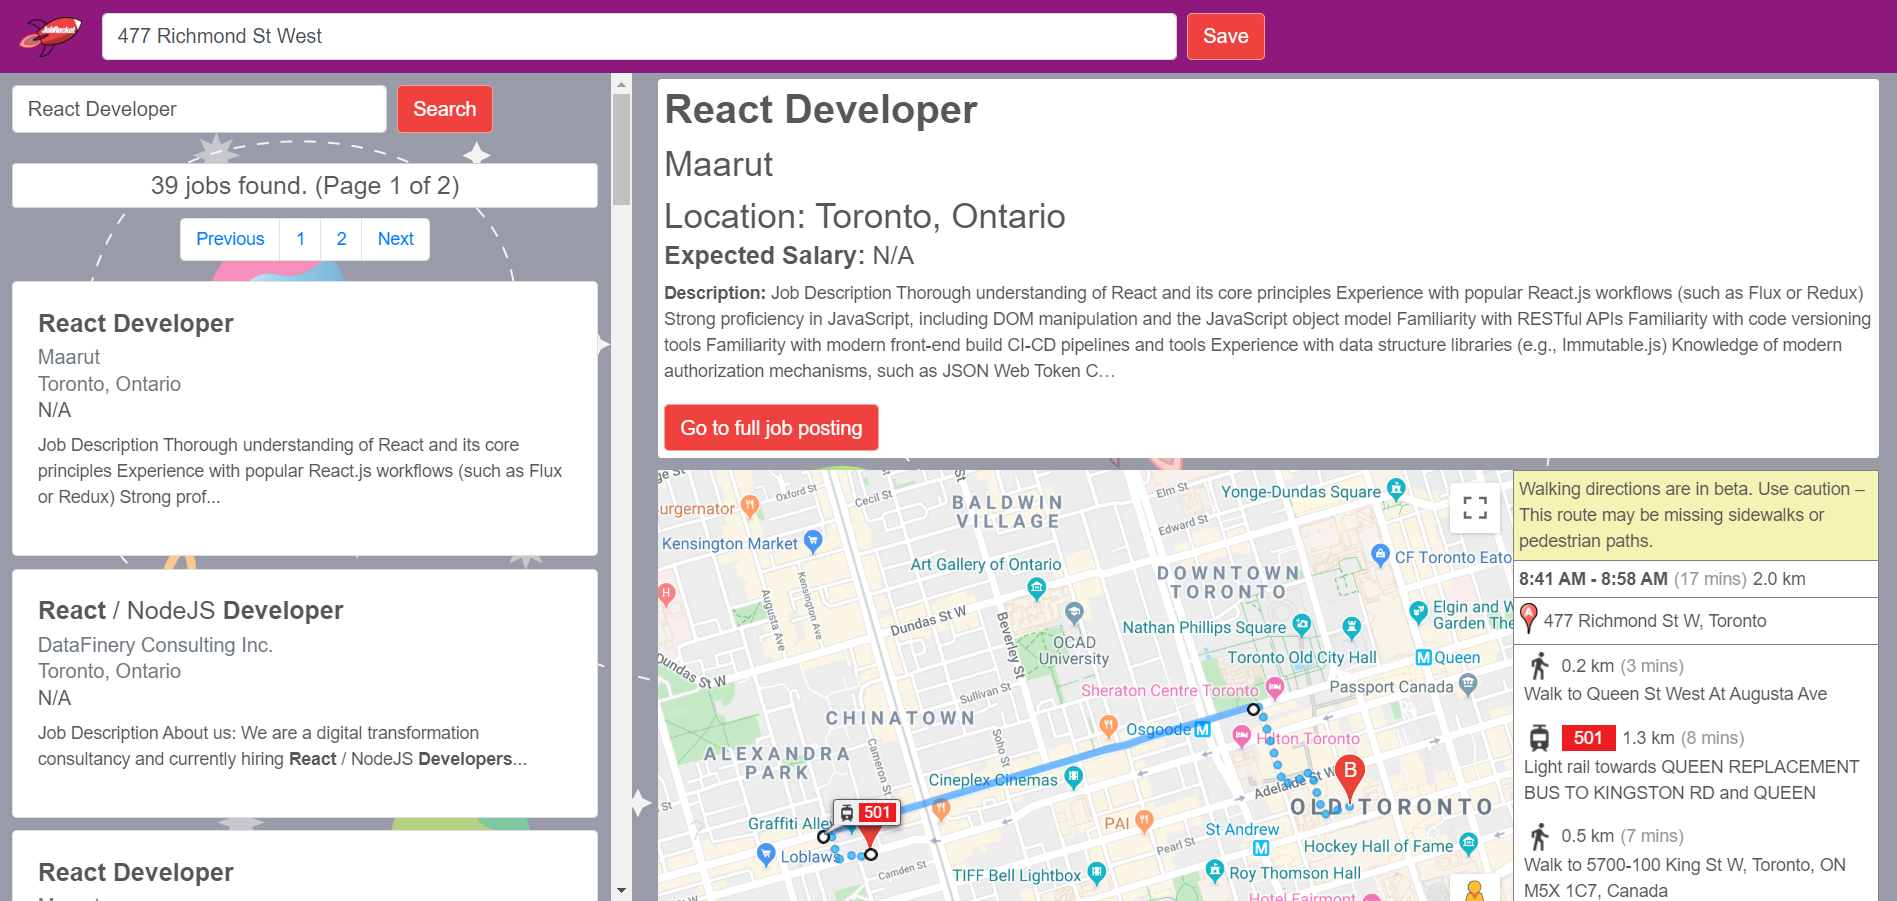 JobRocket
477 Richmond St West
Save
React Developer
Search
39 jobs found. (Page 1 of 2)
Previous
1
2
Next
React Developer
Maarut
Toronto, Ontario
N/A
Job Description Thorough understanding of React and its core
principles Experience with popular React.js workflows (such as Flux
or Redux) Strong prof...
React / NodeJS Developer
DataFinery Consulting Inc.
Toronto, Ontario
N/A
Job Description About us: We are a digital transformation
consultancy and currently hiring React / NodeJS Developers...
React Developer
React Developer
Maarut
Location: Toronto, Ontario
Expected Salary: N/A
Description: Job Description Thorough understanding of React and its core principles Experience with popular React.js workflows (such as Flux or Redux)
Strong proficiency in JavaScript, including DOM manipulation and the JavaScript object model Familiarity with RESTful APIs Familiarity with code versioning
tools Familiarity with modern front-end build CI-CD pipelines and tools Experience with data structure libraries (e.g., Immutable.js) Knowledge of modern
authorization mechanisms, such as JSON Web Token C…
Go to full job posting
ge St
Oxford St
Cecil St
BALDWIN
VILLAGE
Elm St
Yonge-Dundas Square
urgernator
Edward St
Kensington Market
CF Toronto Eato
Art Gallery of Ontario
DOWNTOWN
TORONTO
H
Augusta Ave
Kensington Ave
Dundas St W
Beverley St
OCAD
University
Elgin and W
Garden The
Nathan Phillips Square
Toronto Old City Hall
M Queen
Dundas St W
Sullivan St
Sheraton Centre Toronto
Passport Canada
CHINATOWN
Osgoode M
Hilton Toronto
Soho St
ALEXANDRA
PARK
Cameron St
Cineplex Cinemas
B
Adelaide St W
OLD TORONTO
501
Graffiti Alley
PAI
St Andrew
M
Loblaws
Camden St
Pearl St
Hockey Hall of Fame
TIFF Bell Lightbox
Roy Thomson Hall
Hotel Fairmont
Walking directions are in beta. Use caution –
This route may be missing sidewalks or
pedestrian paths.
8:41 AM - 8:58 AM (17 mins) 2.0 km
A
477 Richmond St W, Toronto
0.2 km (3 mins)
Walk to Queen St West At Augusta Ave
501 1.3 km (8 mins)
Light rail towards QUEEN REPLACEMENT
BUS TO KINGSTON RD and QUEEN
0.5 km (7 mins)
Walk to 5700-100 King St W, Toronto, ON
M5X 1C7, Canada